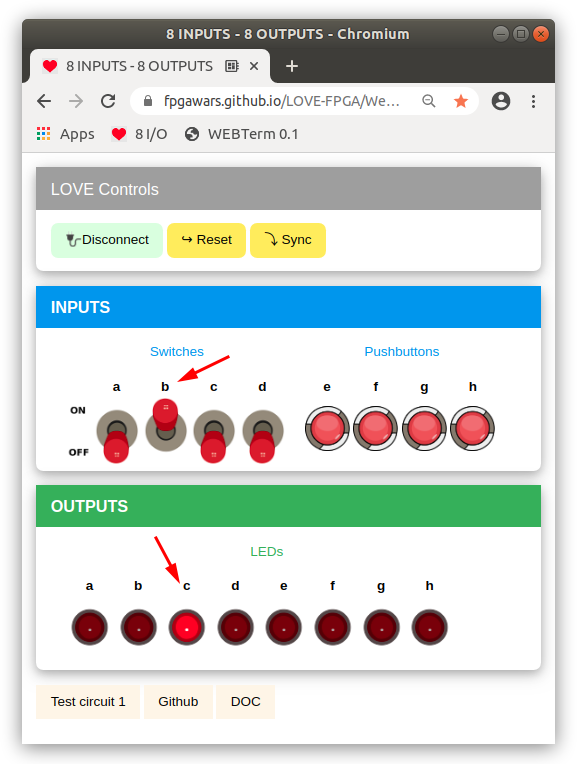 8 INPUTS - 8 OUTPUTS - Chromium
8 INPUTS - 8 OUTPUTS
fpgawars.github.io/LOVE-FPGA/We…
Apps 8 I/O WEBTerm 0.1
LOVE Controls
Disconnect Reset Sync
INPUTS
Switches Pushbuttons
a b c d e f g h
ON
OFF
OUTPUTS
LEDs
a b c d e f g h
Test circuit 1 Github DOC